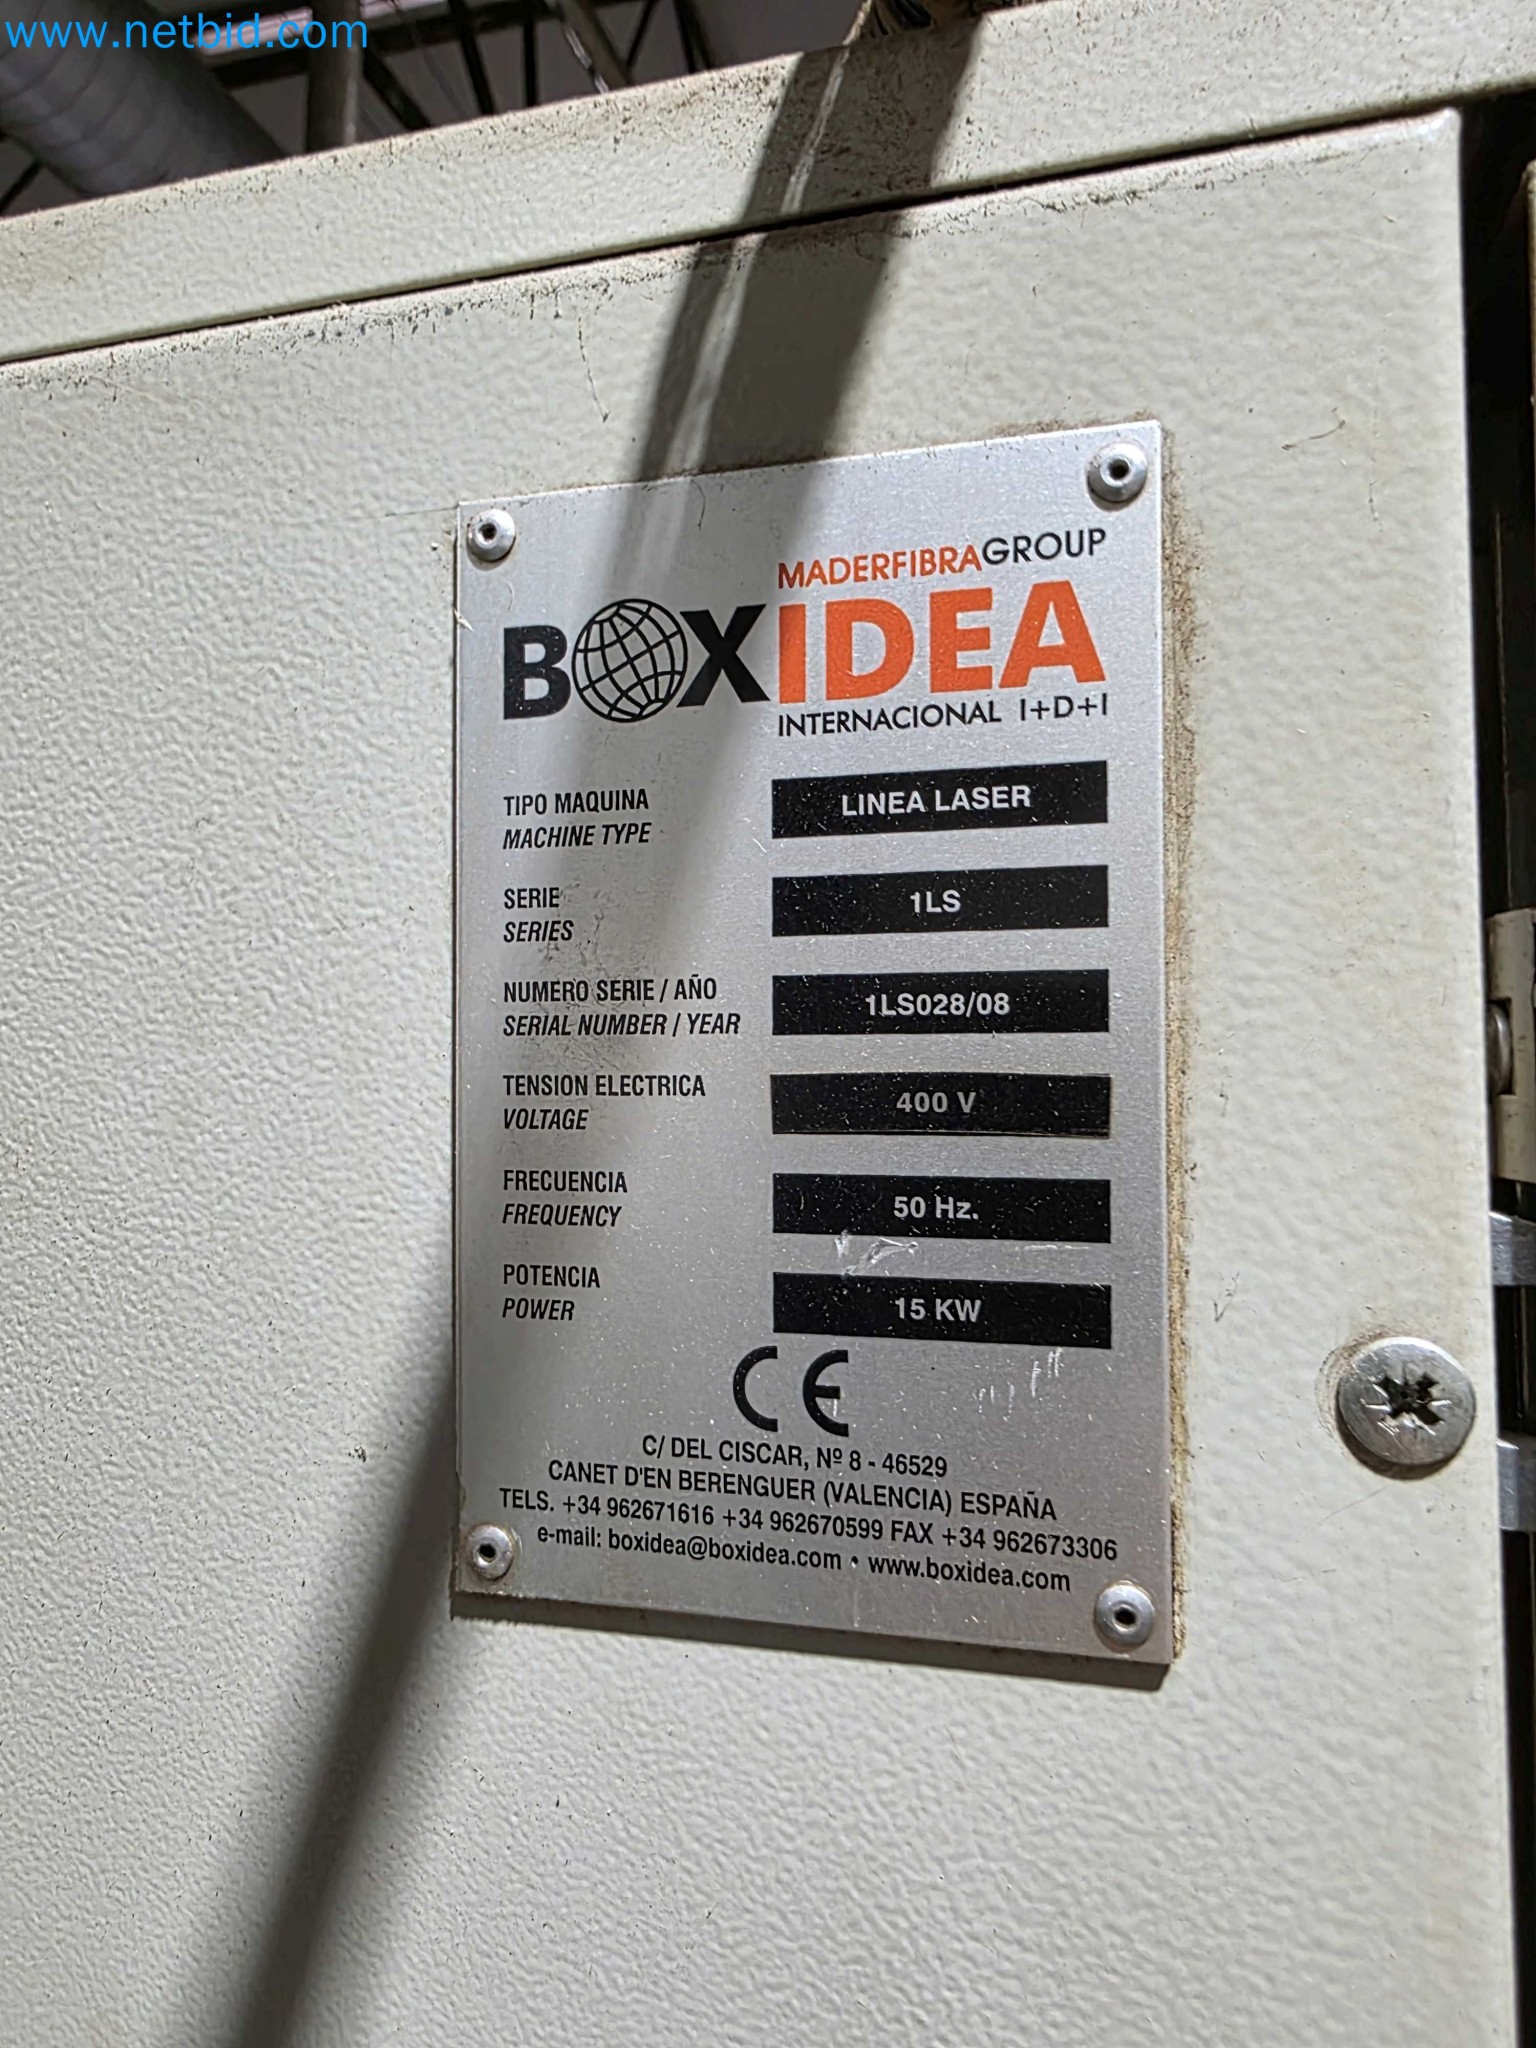 www.netbid.com
MADERFIBRAGROUP
BOXIDEA
INTERNACIONAL I+D+I
TIPO MAQUINA
MACHINE TYPE
LINEA LASER
SERIE
SERIES
1LS
NUMERO SERIE / AÑO
SERIAL NUMBER / YEAR
1LS028/08
TENSION ELECTRICA
VOLTAGE
400 V
FRECUENCIA
FREQUENCY
50 Hz.
POTENCIA
POWER
15 KW
CE
C/ DEL CISCAR, Nº 8 - 46529
CANET D'EN BERENGUER (VALENCIA) ESPAÑA
TELS. +34 962671616 +34 962670599 FAX +34 962673306
e-mail: boxidea@boxidea.com • www.boxidea.com